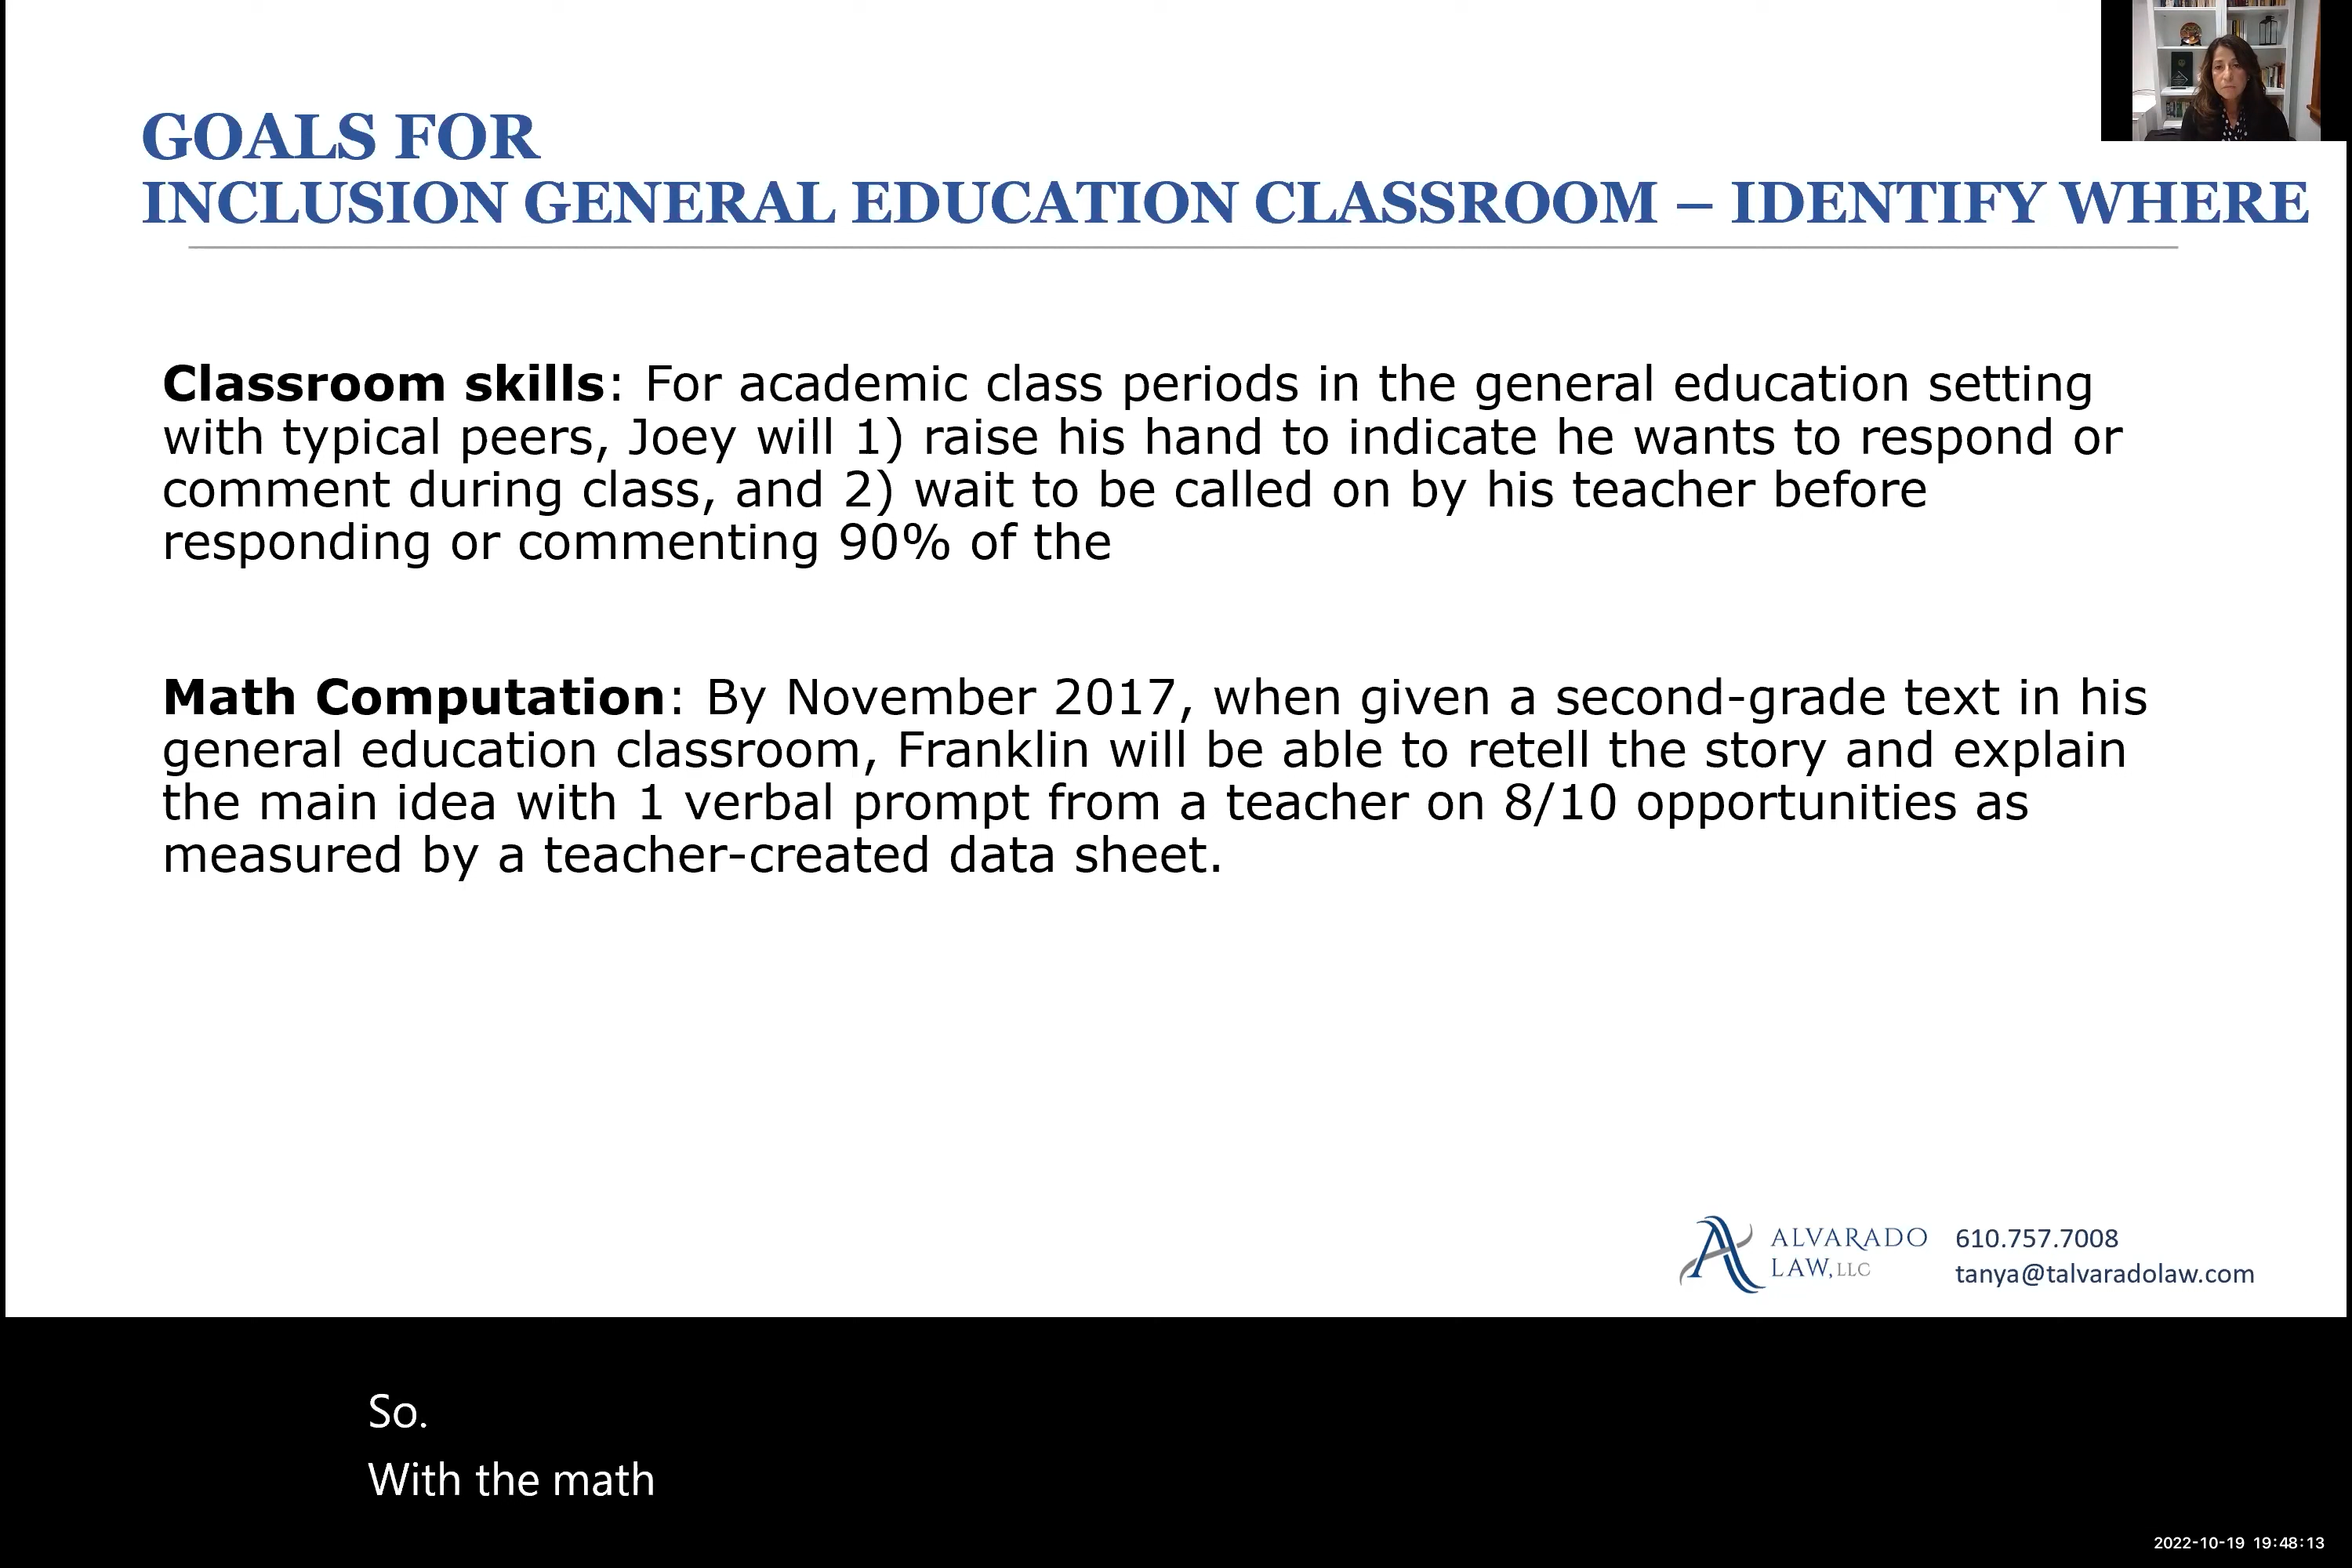 GOALS FOR
INCLUSION GENERAL EDUCATION CLASSROOM – IDENTIFY WHERE
Classroom skills: For academic class periods in the general education setting
with typical peers, Joey will 1) raise his hand to indicate he wants to respond or
comment during class, and 2) wait to be called on by his teacher before
responding or commenting 90% of the
Math Computation: By November 2017, when given a second-grade text in his
general education classroom, Franklin will be able to retell the story and explain
the main idea with 1 verbal prompt from a teacher on 8/10 opportunities as
measured by a teacher-created data sheet.
ALVARADO
LAW, LLC
610.757.7008
tanya@talvaradolaw.com
So.
With the math
2022-10-19 19:48:13